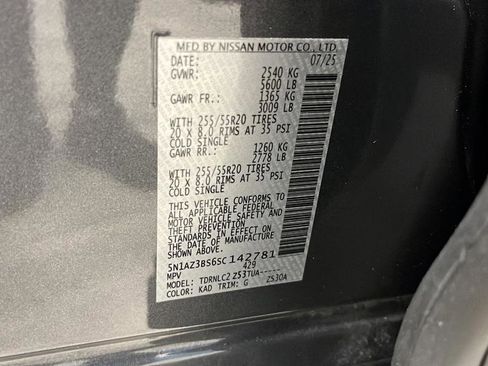 MFD BY NISSAN MOTOR CO., LTD.
DATE: 07/25
GVWR: 2540 KG
5600 LB
GAWR FR.: 1365 KG
3009 LB
WITH 255/55R20 TIRES
20 X 8.0 RIMS AT 35 PSI
COLD SINGLE
GAWR RR.: 1260 KG
2778 LB
WITH 255/55R20 TIRES
20 X 8.0 RIMS AT 35 PSI
COLD SINGLE
THIS VEHICLE CONFORMS TO
ALL APPLICABLE FEDERAL
MOTOR VEHICLE SAFETY AND
THEFT PREVENTION
STANDARDS IN EFFECT ON
THE DATE OF MANUFACTURE
SHOWN ABOVE.
5N1AZ3BS6SC142781
MPV 429
MODEL: TDRNLC2 Z53TUA-----
COLOR: KAD TRIM: G Z530A